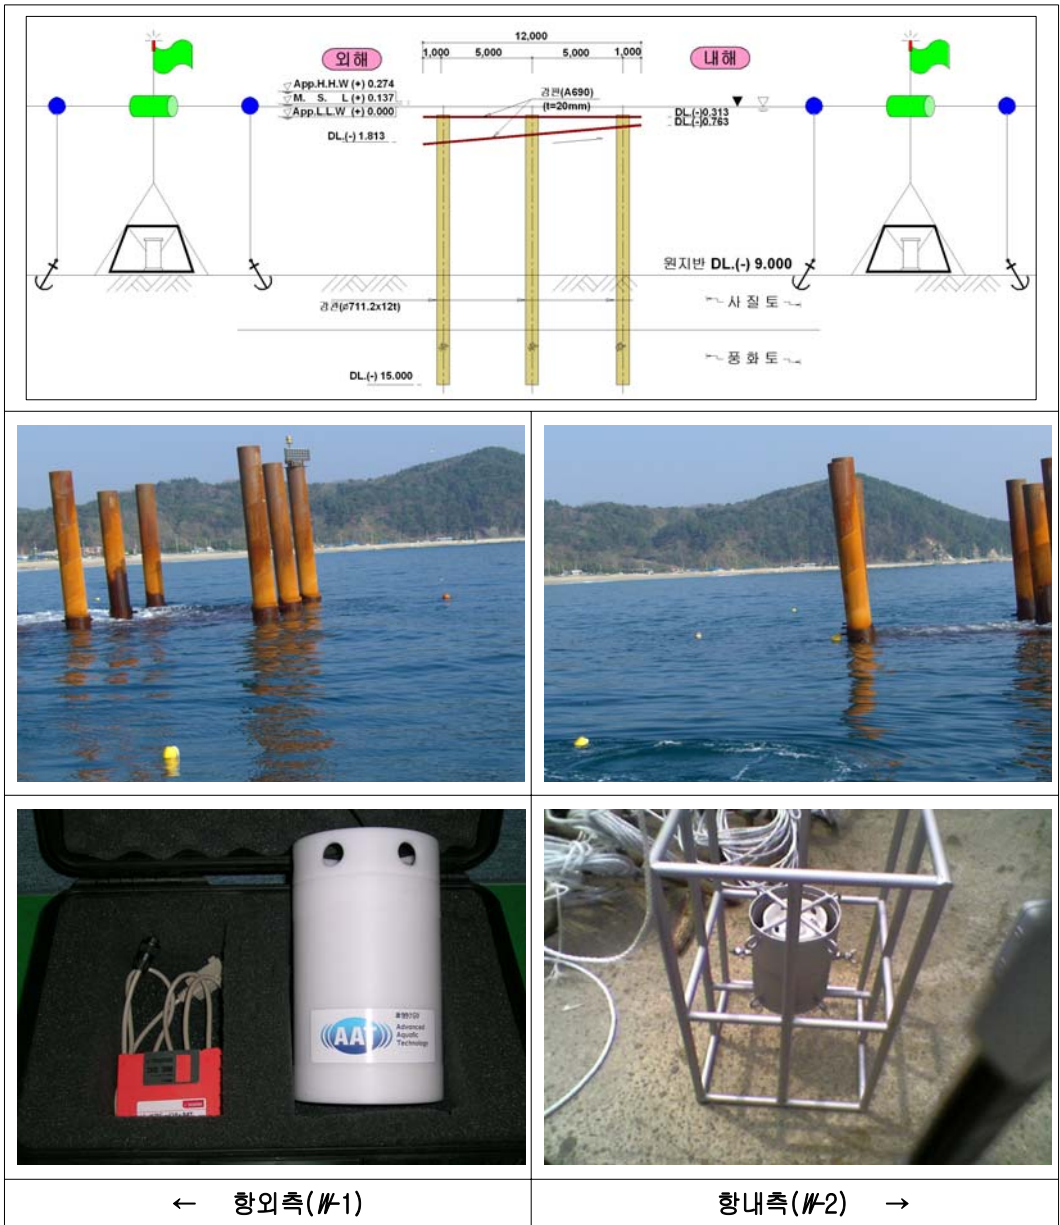 12,000
1,000 5,000 5,000 1,000
외해
내해
App.H.H.W (+) 0.274
M. S. L (+) 0.137
App.L.L.W (+) 0.000
강판(A690)
(t=20mm)
DL.(-)0.313
DL.(-)0.763
DL.(-) 1.813
원지반 DL.(-) 9.000
강관(ø711.2x12t)
사 질 토
풍 화 토
DL.(-) 15.000
AAT
Advanced
Aquatic
Technology
← 항외측(W-1)
항내측(W-2) →